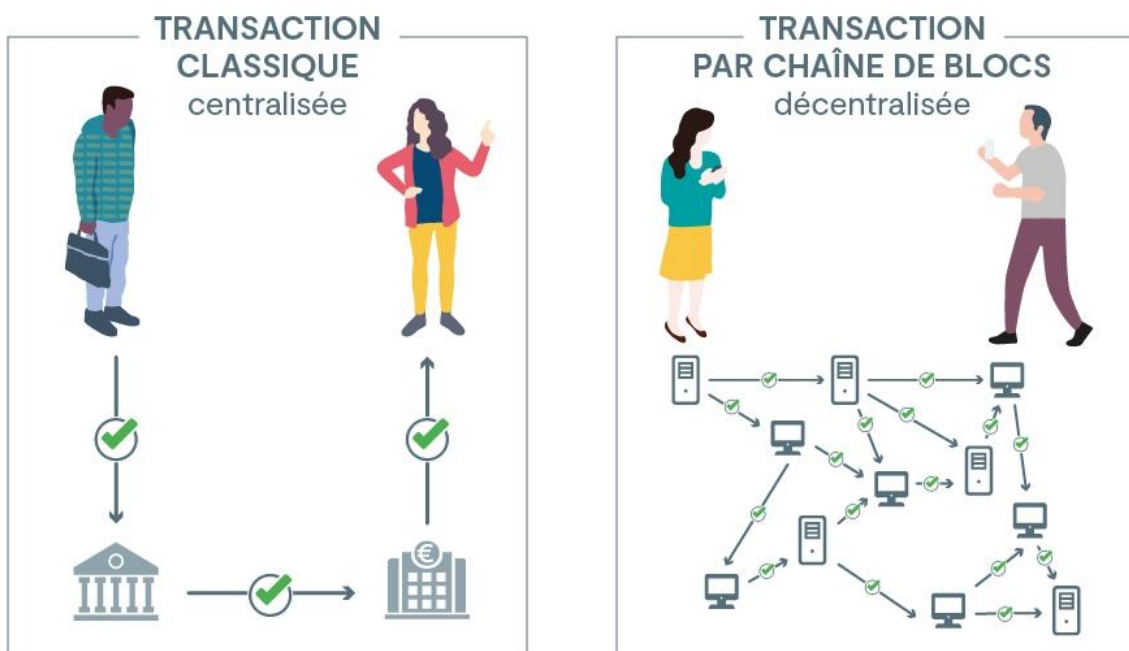 TRANSACTION
CLASSIQUE
centralisée
€
TRANSACTION
PAR CHAÎNE DE BLOCS
décentralisée